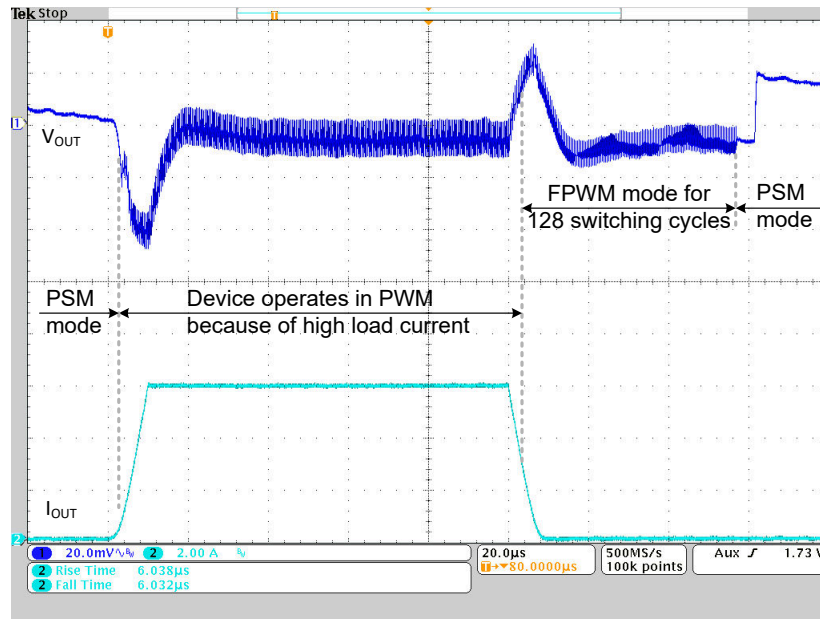 Tek Stop
T
T
1
VOUT
FPWM mode for
128 switching cycles
PSM
mode
PSM
mode
Device operates in PWM
because of high load current
IOUT
2
1 20.0mV∿ BW 2 2.00 A BW
20.0µs
T→▼80.0000µs
500MS/s
100k points
Aux ƒ 1.73 V
2 Rise Time 6.038µs
2 Fall Time 6.032µs